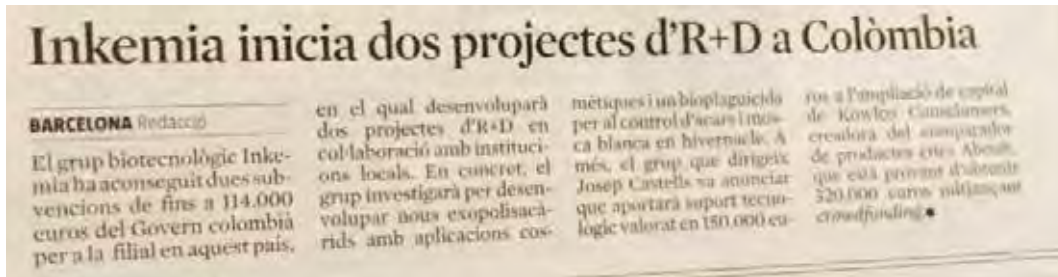 Inkemia inicia dos projectes d'R+D a Colòmbia
BARCELONA Redacció
El grup biotecnològic Inke-
mia ha aconseguit dues sub-
vencions de fins a 114.000
euros del Govern colombià
per a la filial en aquest país,
en el qual desenvoluparà
dos projectes d'R+D en
col·laboració amb instituci-
ons locals. En concret, el
grup investigarà per desen-
volupar nous exopolisacà-
rids amb aplicacions cos-
mètiques i un bioplaguicida
per al control d'àcars i mos-
ca blanca en hivernacle. A
més, el grup que dirigeix
Josep Castells va anunciar
que aportarà suport tecno-
lògic valorat en 150.000 eu-
ros a l'ampliació de capital
de
creadora del comparador
de productes
que està provant d'obtenir
320.000 euros mitjançant
crowdfunding.